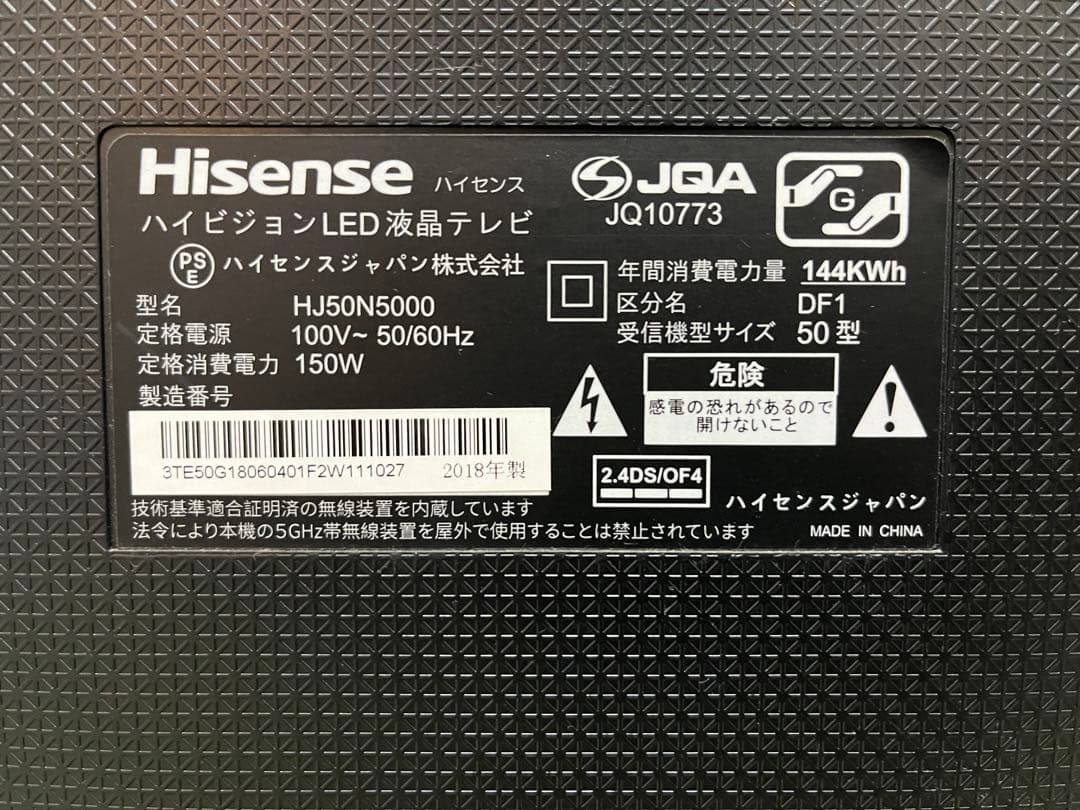 Hisense ハイセンス
ハイビジョンLED液晶テレビ
PSE ハイセンスジャパン株式会社
型名 HJ50N5000
定格電源 100V~ 50/60Hz
定格消費電力 150W
製造番号
3TE50G18060401F2W111027 2018年製
技術基準適合証明済の無線装置を内蔵しています
法令により本機の5GHz帯無線装置を屋外で使用することは禁止されています
JQA
JQ10773
G
年間消費電力量 144KWh
区分名 DF1
受信機型サイズ 50型
危険
感電の恐れがあるので
開けないこと
2.4DS/OF4
ハイセンスジャパン
MADE IN CHINA